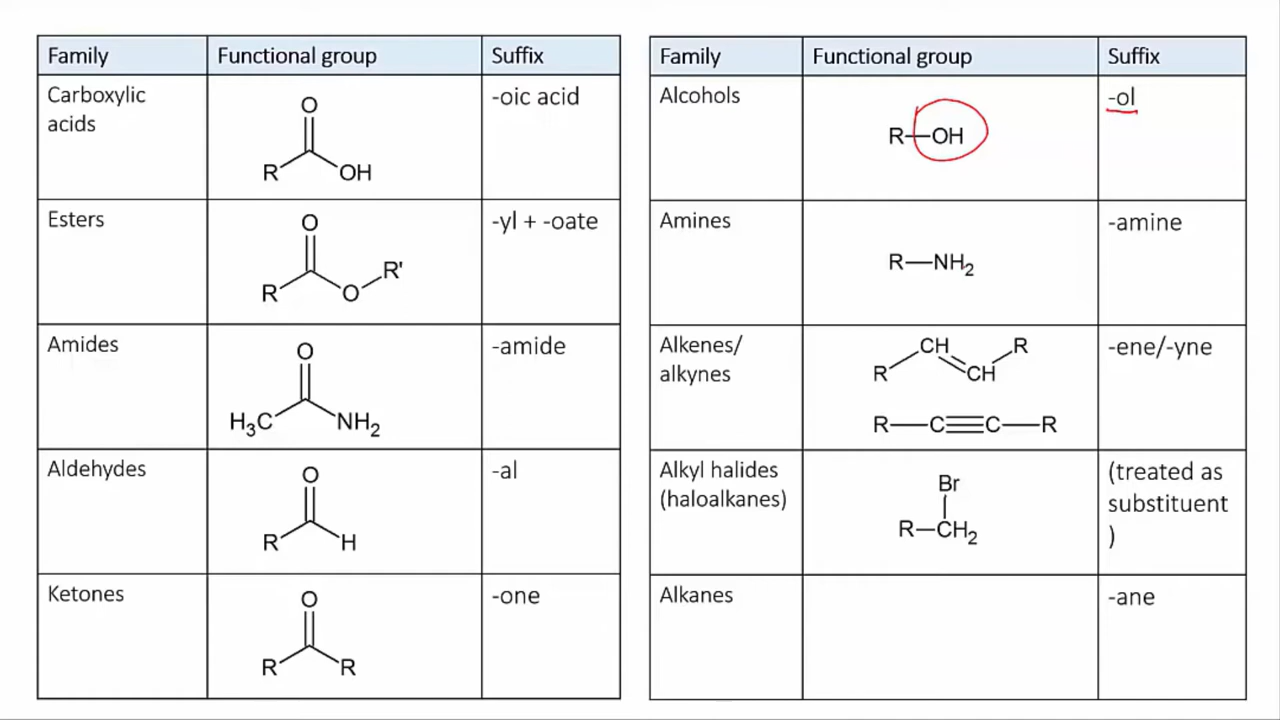 Family Functional group Suffix
Carboxylic
acids
-oic acid
O
R OH
Esters
-yl + -oate
O
R'
R O
Amides
-amide
O
H3C NH2
Aldehydes
-al
O
R H
Ketones
-one
O
R R
Family Functional group Suffix
Alcohols
-ol
R—OH
Amines
-amine
R—NH2
Alkenes/
alkynes
-ene/-yne
CH R
R CH
R—C≡C—R
Alkyl halides
(haloalkanes)
(treated as
substituent
)
Br
R—CH2
Alkanes
-ane